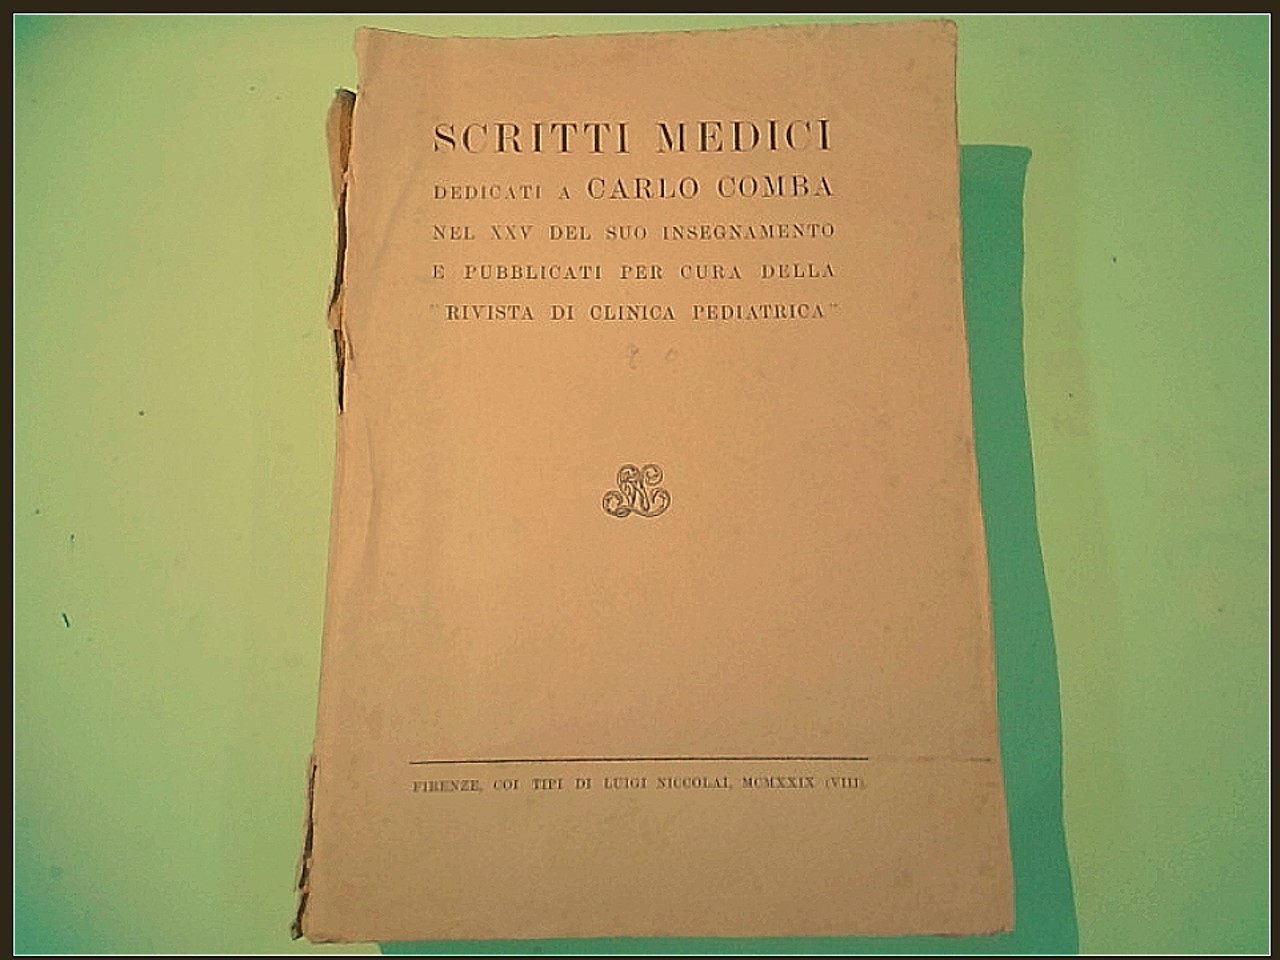 SCRITTI MEDICI
DEDICATI A CARLO COMBA
NEL XXV DEL SUO INSEGNAMENTO
E PUBBLICATI PER CURA DELLA
"RIVISTA DI CLINICA PEDIATRICA"
FIRENZE, COI TIPI DI LUIGI NICCOLAI, MCMXXIX (VIII).